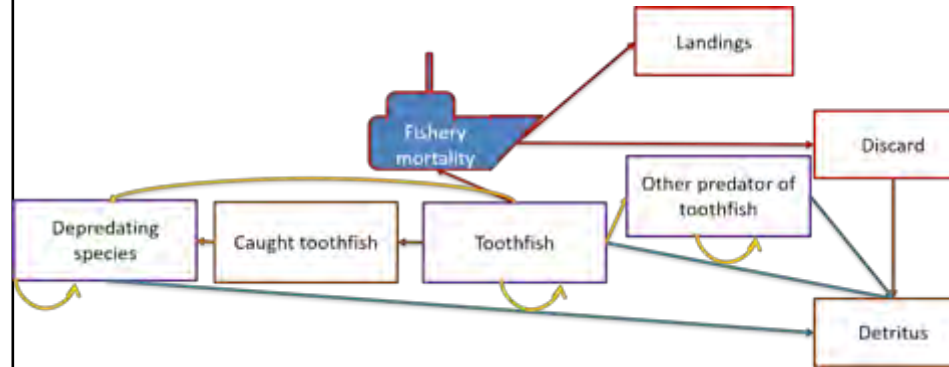 Landings
Fishery
mortality
Discard
Other predator of
toothfish
Depredating
species
Caught toothfish
Toothfish
Detritus